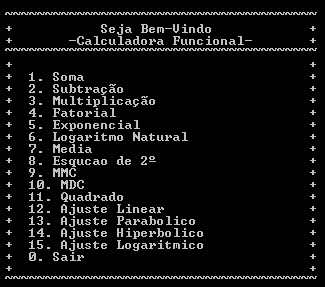 Seja Bem-Vindo
-Calculadora Funcional-
1. Soma
2. Subtração
3. Multiplicação
4. Fatorial
5. Exponencial
6. Logaritmo Natural
7. Media
8. Esqucao de 2º
9. MMC
10. MDC
11. Quadrado
12. Ajuste Linear
13. Ajuste Parabolico
14. Ajuste Hiperbolico
15. Ajuste Logaritmico
0. Sair